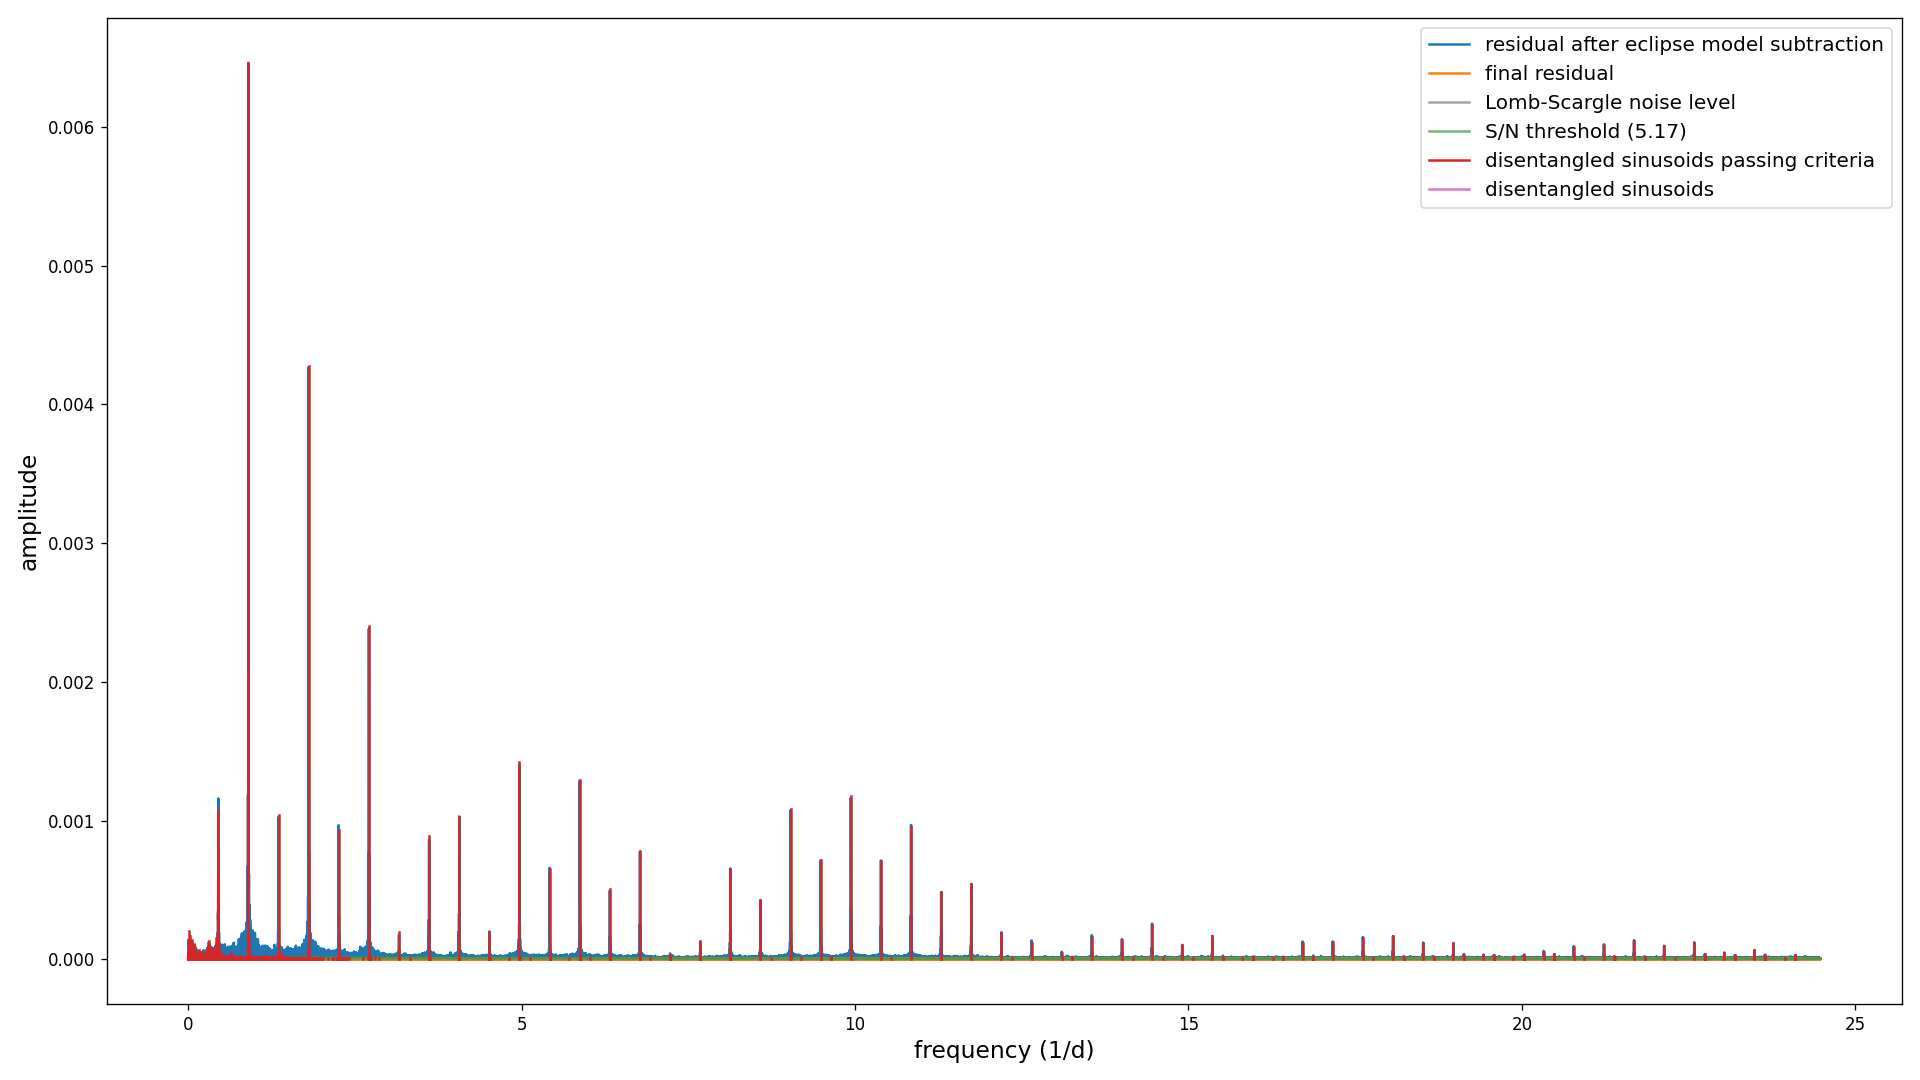 residual after eclipse model subtraction
final residual
Lomb-Scargle noise level
S/N threshold (5.17)
disentangled sinusoids passing criteria
disentangled sinusoids
0.006
0.005
0.004
0.003
0.002
0.001
0.000
amplitude
0 5 10 15 20 25
frequency (1/d)